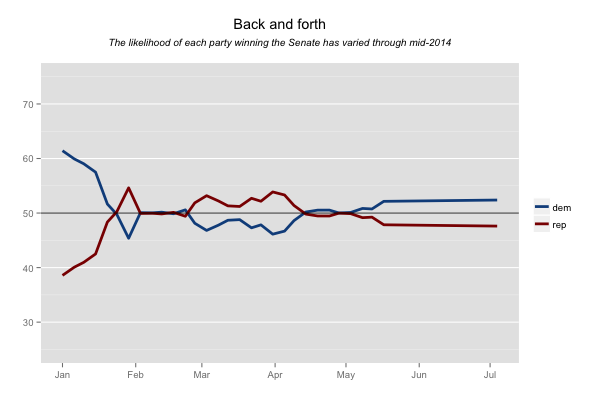 Back and forth
The likelihood of each party winning the Senate has varied through mid-2014
70
60
50
40
30
dem
rep
Jan Feb Mar Apr May Jun Jul